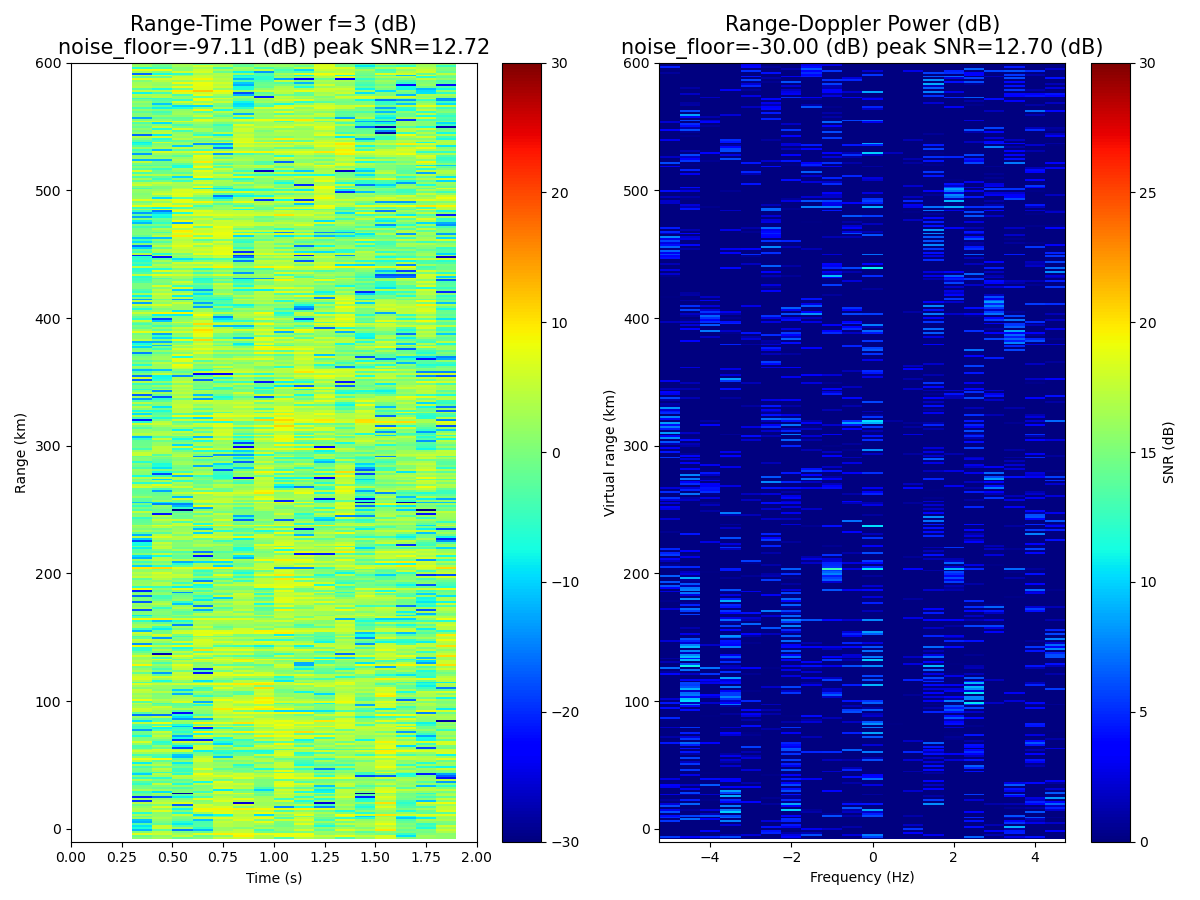 Range-Time Power f=3 (dB)
noise_floor=-97.11 (dB) peak SNR=12.72
Range-Doppler Power (dB)
noise_floor=-30.00 (dB) peak SNR=12.70 (dB)
600
500
400
300
200
100
0
Range (km)
0.00 0.25 0.50 0.75 1.00 1.25 1.50 1.75 2.00
Time (s)
30
20
10
0
−10
−20
−30
600
500
400
300
200
100
0
Virtual range (km)
−4 −2 0 2 4
Frequency (Hz)
30
25
20
15
10
5
0
SNR (dB)